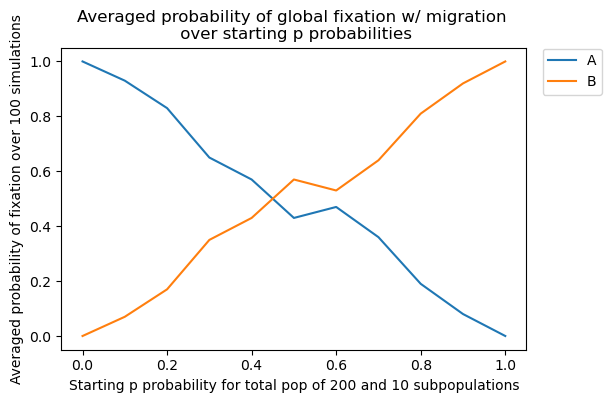 Averaged probability of global fixation w/ migration
over starting p probabilities
A
B
Averaged probability of fixation over 100 simulations
1.0
0.8
0.6
0.4
0.2
0.0
0.0 0.2 0.4 0.6 0.8 1.0
Starting p probability for total pop of 200 and 10 subpopulations